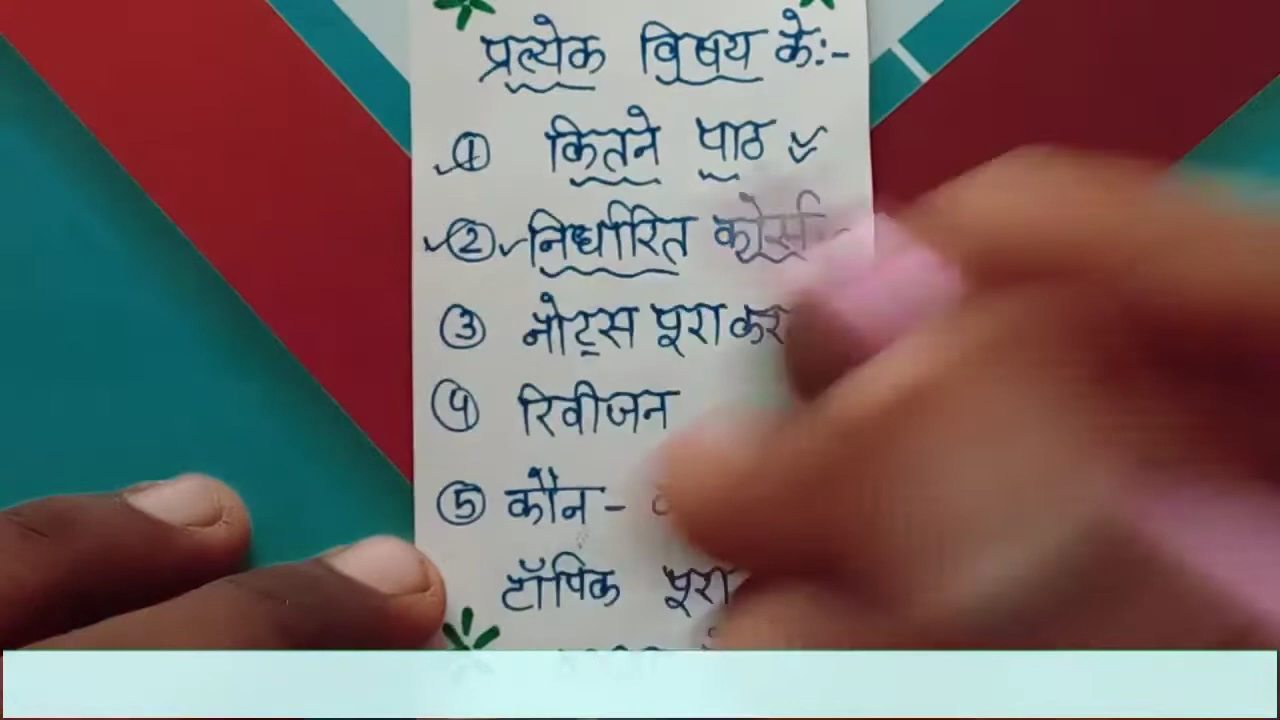 प्रत्येक विषय के:-
① कितने पाठ
② निर्धारित कोर्स
③ नोट्स पूरा कर
④ रिवीजन
⑤ कौन -
टॉपिक पूरा